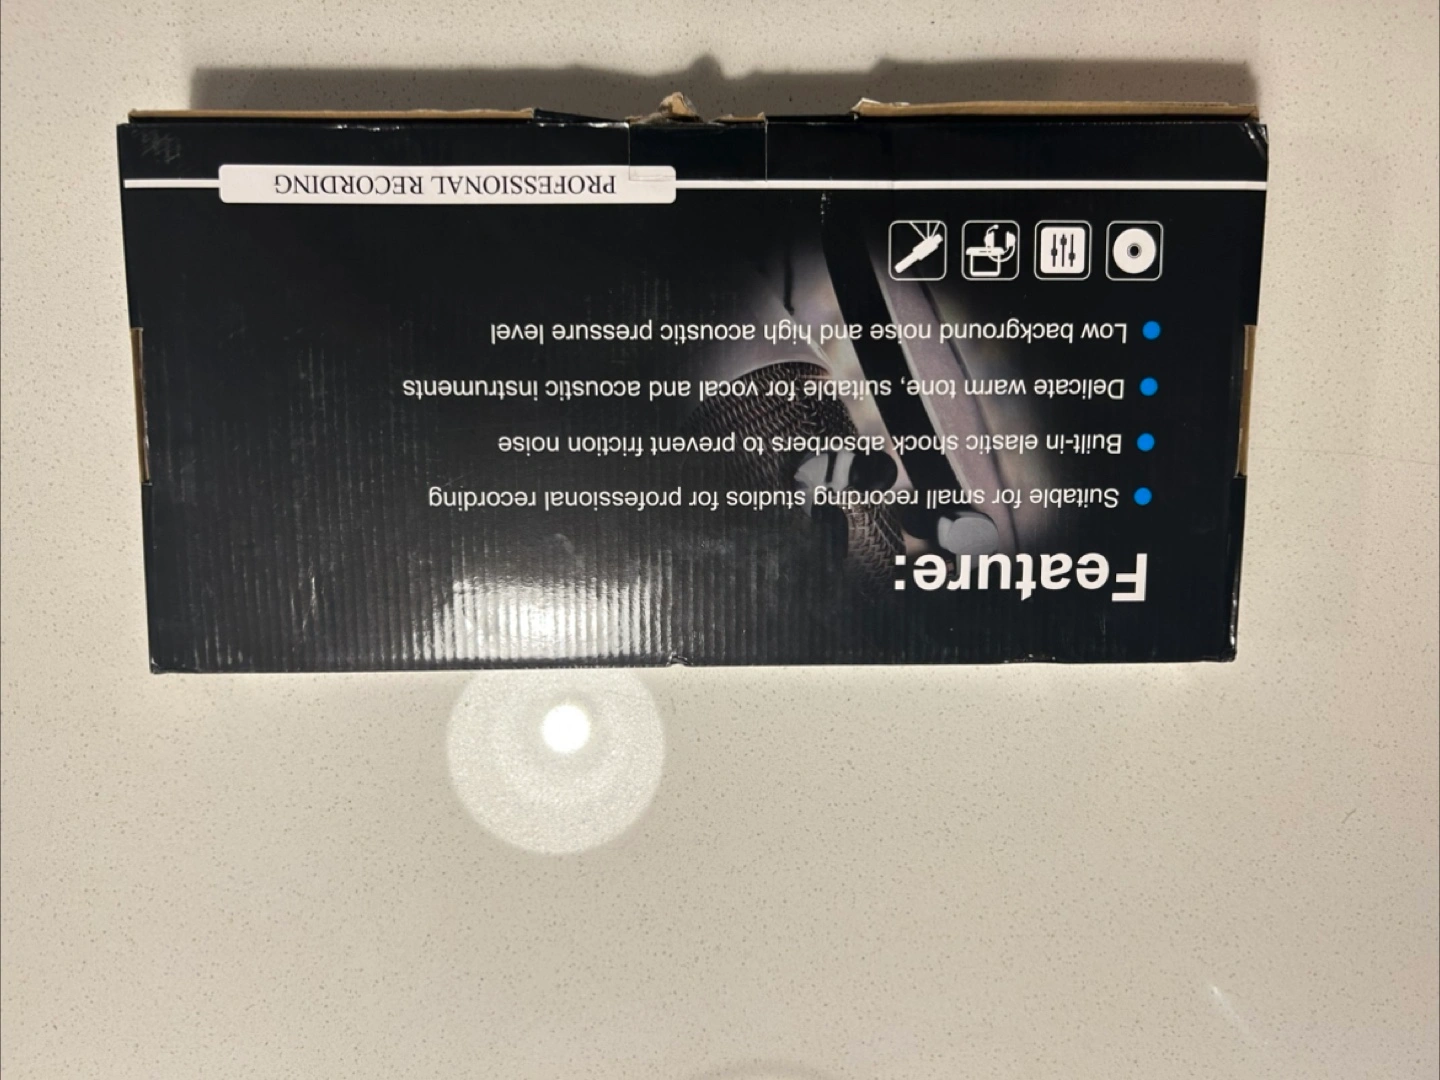 Feature:
Suitable for small recording studios for professional recording
Built-in elastic shock absorbers to prevent friction noise
Delicate warm tone, suitable for vocal and acoustic instruments
Low background noise and high acoustic pressure level
PROFESSIONAL RECORDING